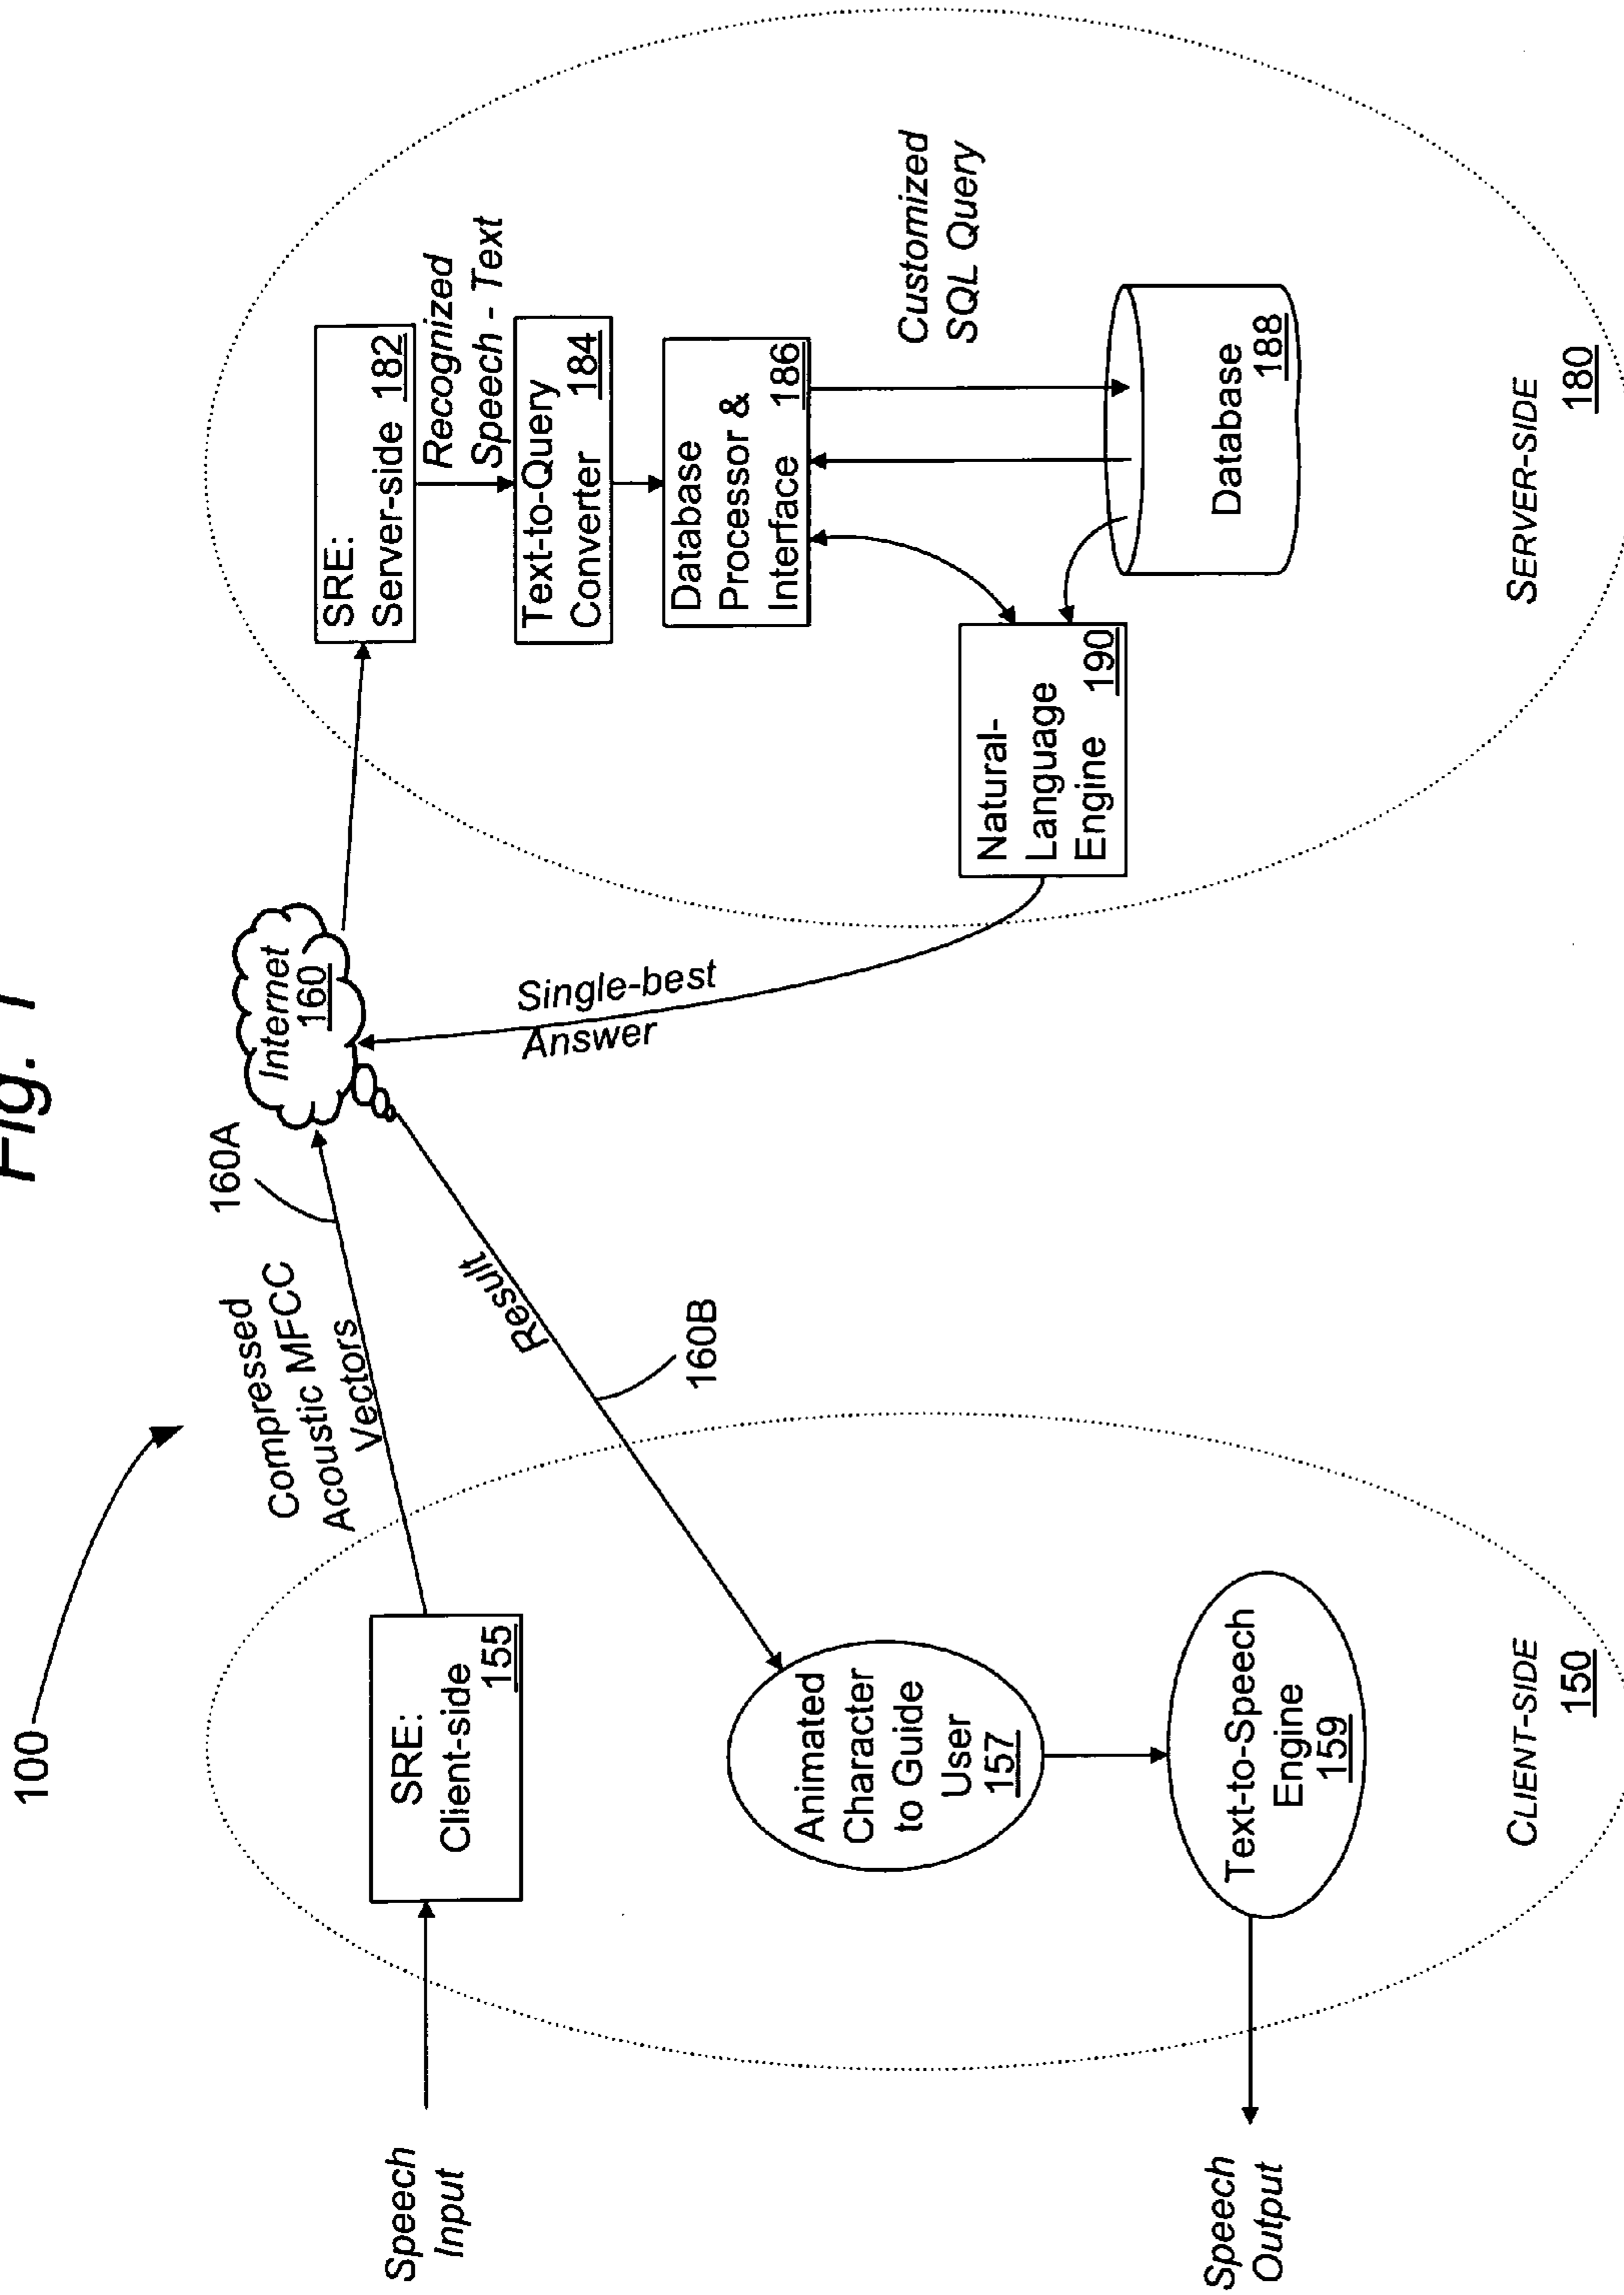 Fig. 1
100
Speech
Input
SRE:
Client-side
155
Compressed
Acoustic MFCC
Vectors
160A
Internet
160
Result
160B
Animated
Character
to Guide
User
157
Text-to-Speech
Engine
159
Speech
Output
CLIENT-SIDE
150
Single-best
Answer
SRE:
Server-side 182
Recognized
Speech - Text
Text-to-Query
Converter 184
Database
Processor &
Interface 186
Customized
SQL Query
Natural-
Language
Engine 190
Database
188
SERVER-SIDE
180